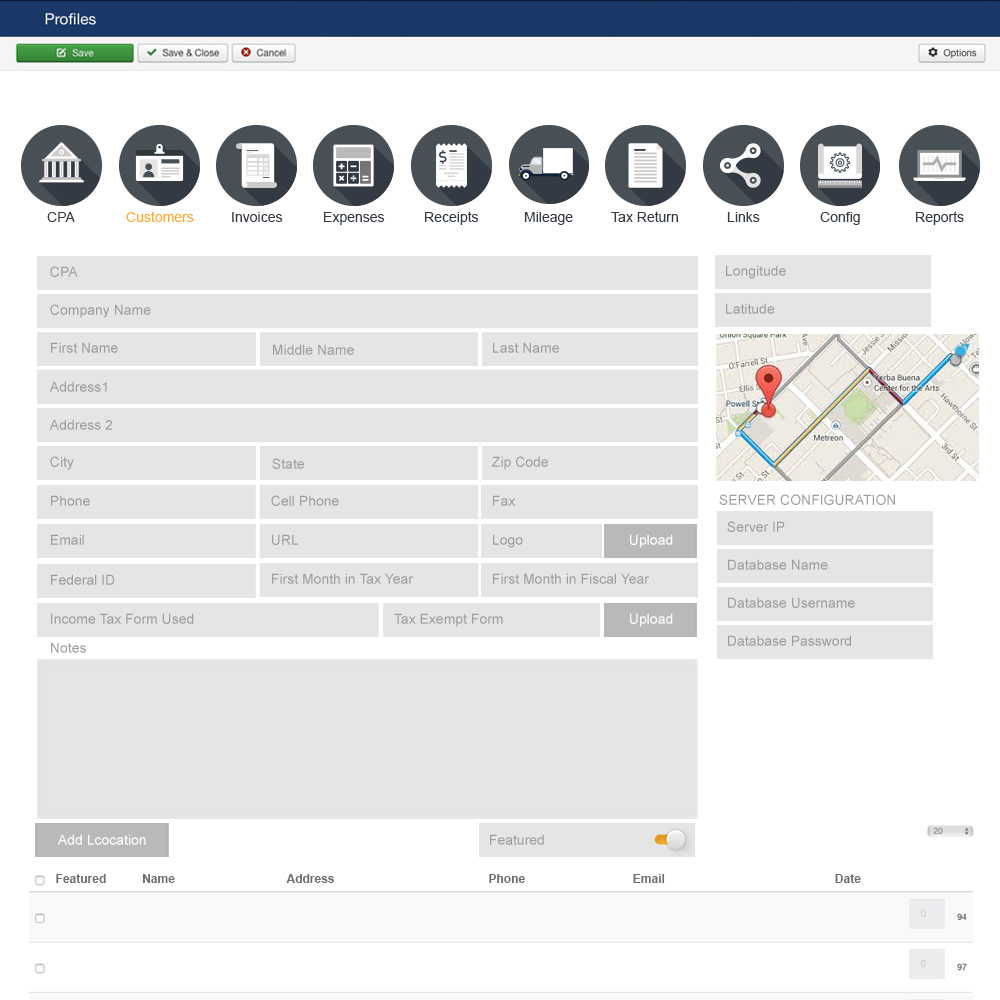 Profiles
Save
Save & Close
Cancel
Options
CPA
Customers
Invoices
Expenses
Receipts
Mileage
Tax Return
Links
Config
Reports
CPA
Company Name
First Name
Middle Name
Last Name
Address1
Address 2
City
State
Zip Code
Phone
Cell Phone
Fax
Email
URL
Logo
Upload
Federal ID
First Month in Tax Year
First Month in Fiscal Year
Income Tax Form Used
Tax Exempt Form
Upload
Notes
Longitude
Latitude
Union Square Park
O'Farrell St
Ellis
Powell St
Jessie St
Mission
Howard
Yerba Buena
Center for the Arts
Metreon
Hawthorne St
3rd St
SERVER CONFIGURATION
Server IP
Database Name
Database Username
Database Password
Add Lcocation
Featured
20
Featured
Name
Address
Phone
Email
Date
0
94
0
97